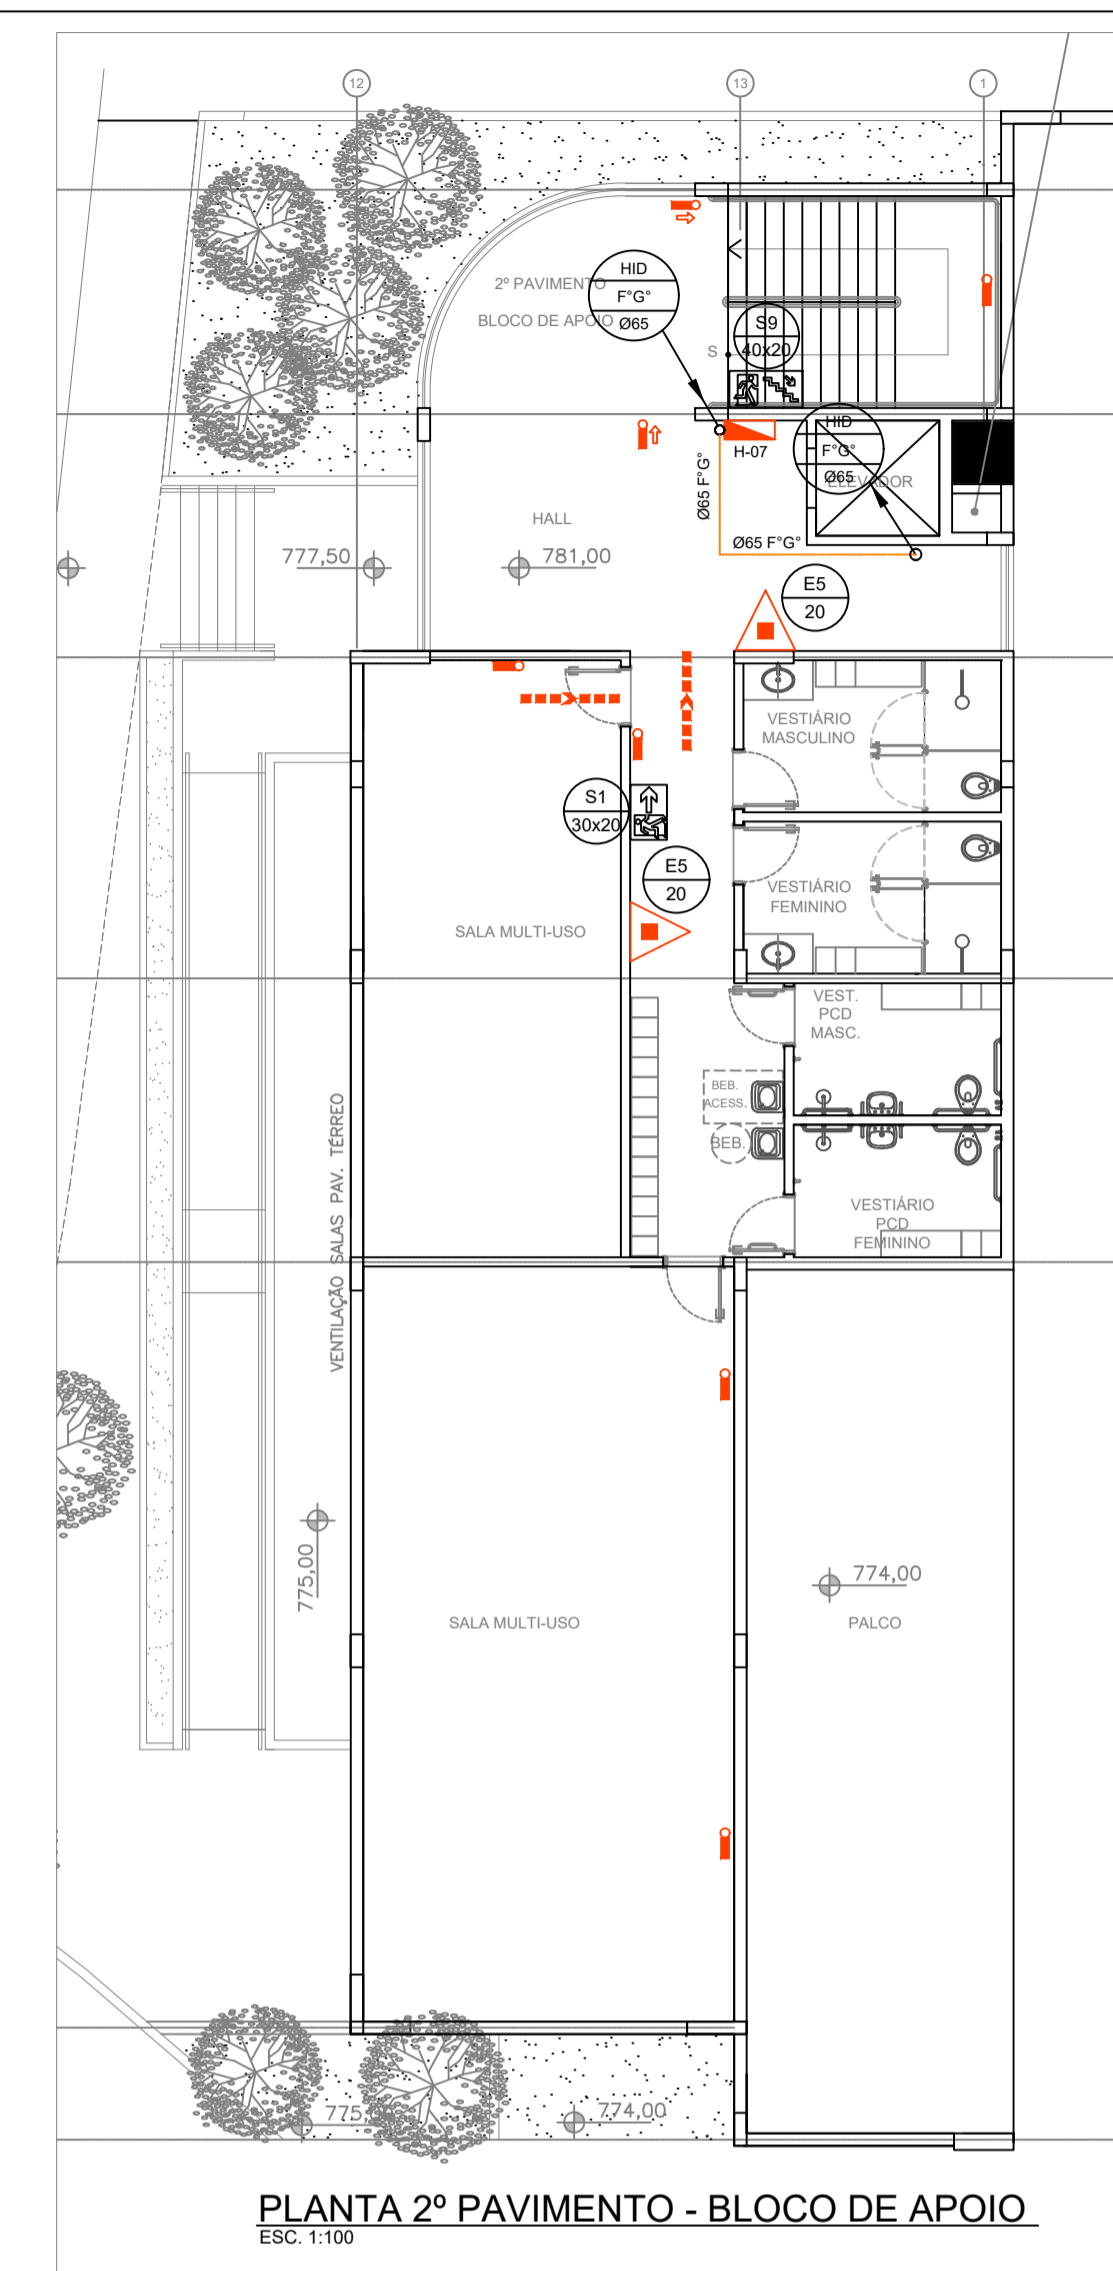 12
13
1
2º PAVIMENTO
BLOCO DE APOIO
HID
F°G°
Ø65
S
S9
40x20
HID
F°G°
Ø65
ELEVADOR
H-07
Ø65 F°G°
Ø65 F°G°
HALL
777,50
781,00
E5
20
VESTIÁRIO
MASCULINO
S1
30x20
E5
20
VESTIÁRIO
FEMININO
SALA MULTI-USO
VEST.
PCD
MASC.
BEB.
ACESS.
BEB.
VESTIÁRIO
PCD
FEMININO
VENTILAÇÃO SALAS PAV. TÉRREO
775,00
774,00
SALA MULTI-USO
PALCO
775,
774,00
PLANTA 2º PAVIMENTO - BLOCO DE APOIO
ESC. 1:100